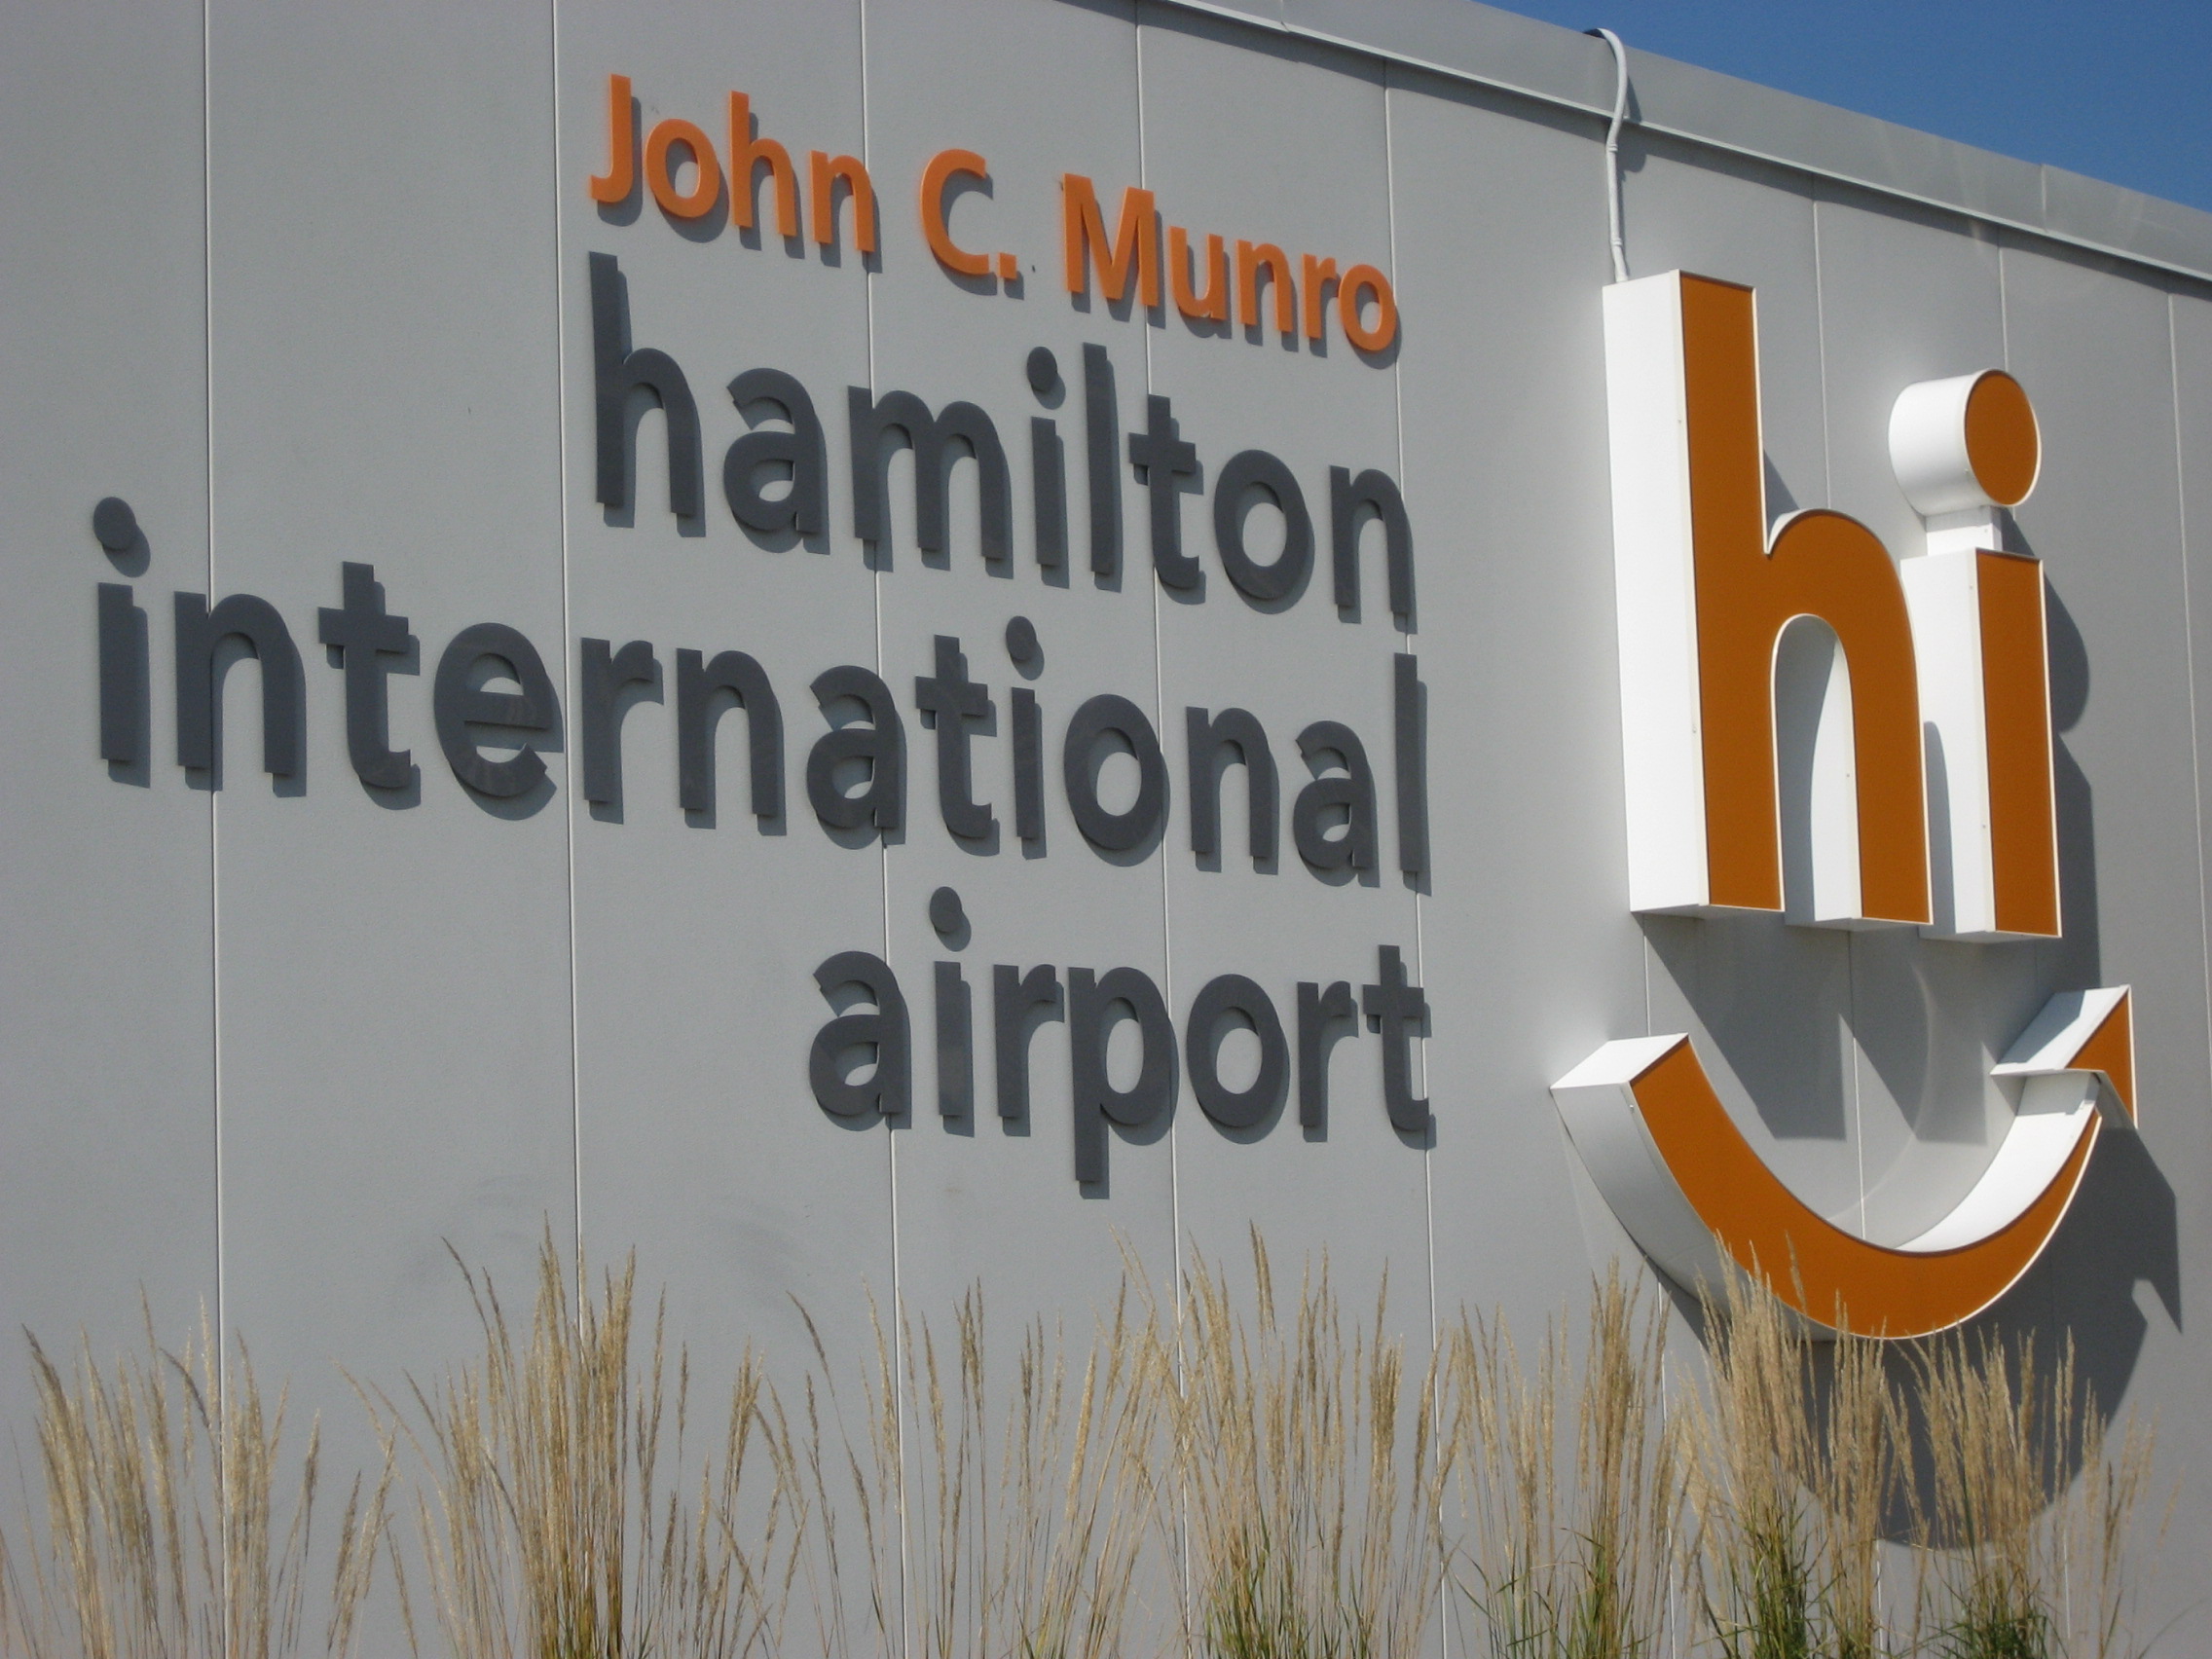 John C. Munro
hamilton
international
airport
hi